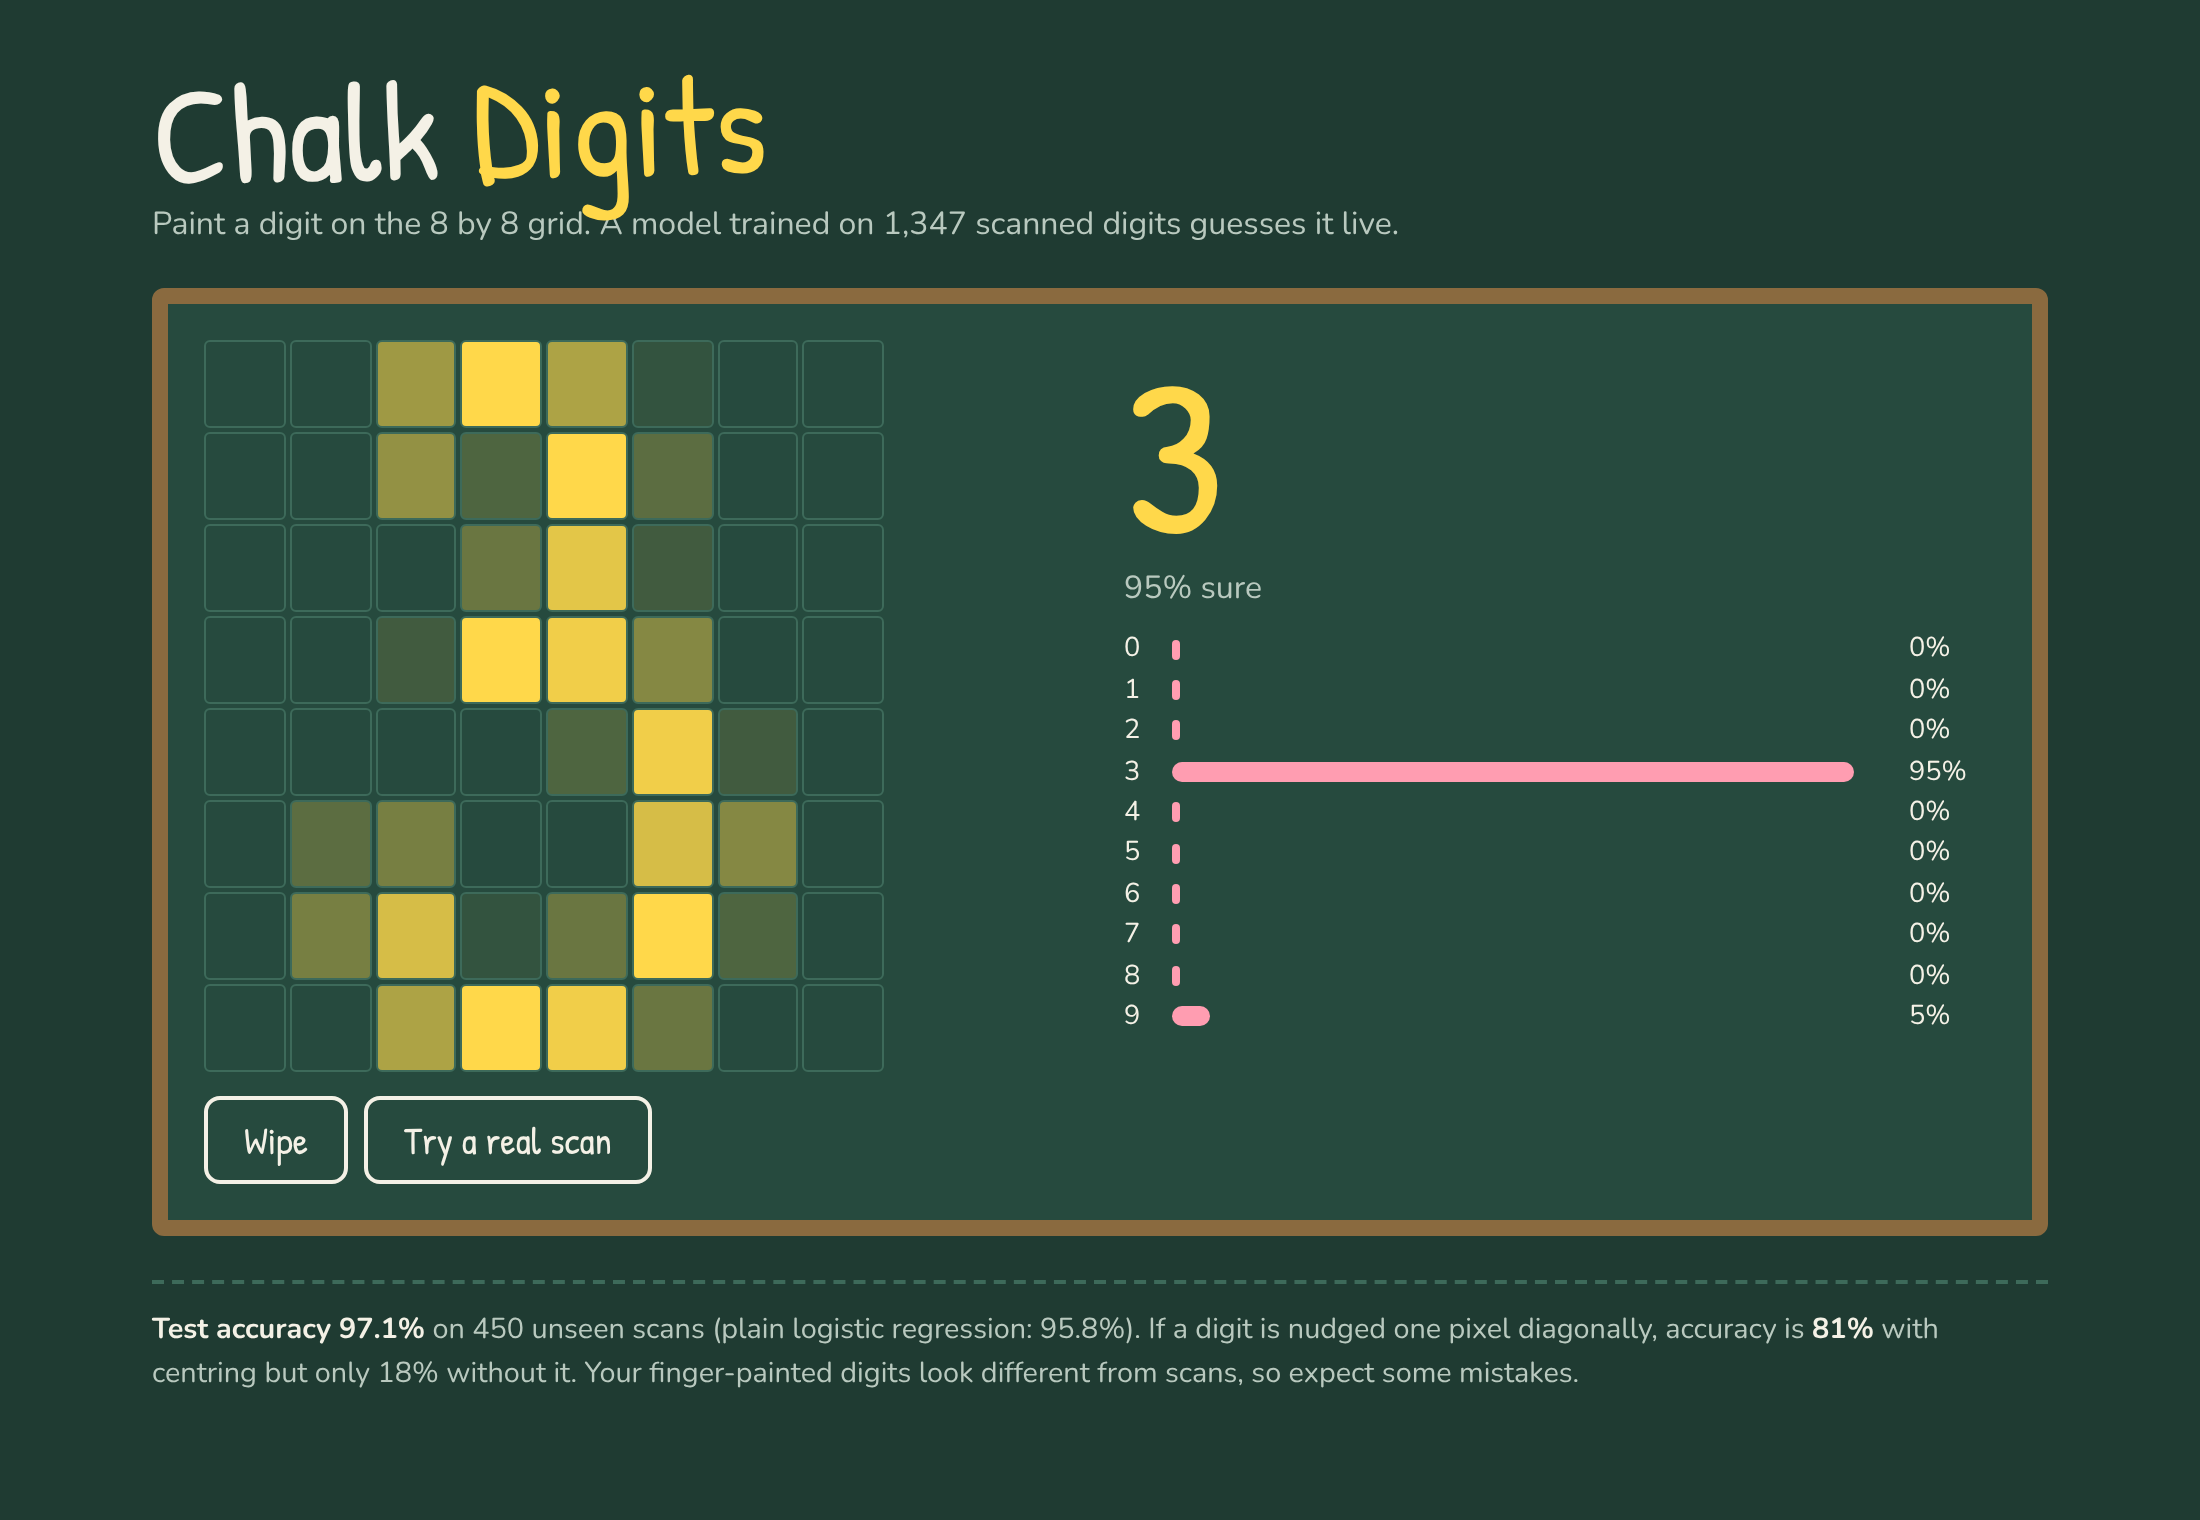 Chalk Digits
Paint a digit on the 8 by 8 grid. A model trained on 1,347 scanned digits guesses it live.
3
95% sure
0 0%
1 0%
2 0%
3 95%
4 0%
5 0%
6 0%
7 0%
8 0%
9 5%
Wipe Try a real scan
Test accuracy 97.1% on 450 unseen scans (plain logistic regression: 95.8%). If a digit is nudged one pixel diagonally, accuracy is 81% with
centring but only 18% without it. Your finger-painted digits look different from scans, so expect some mistakes.